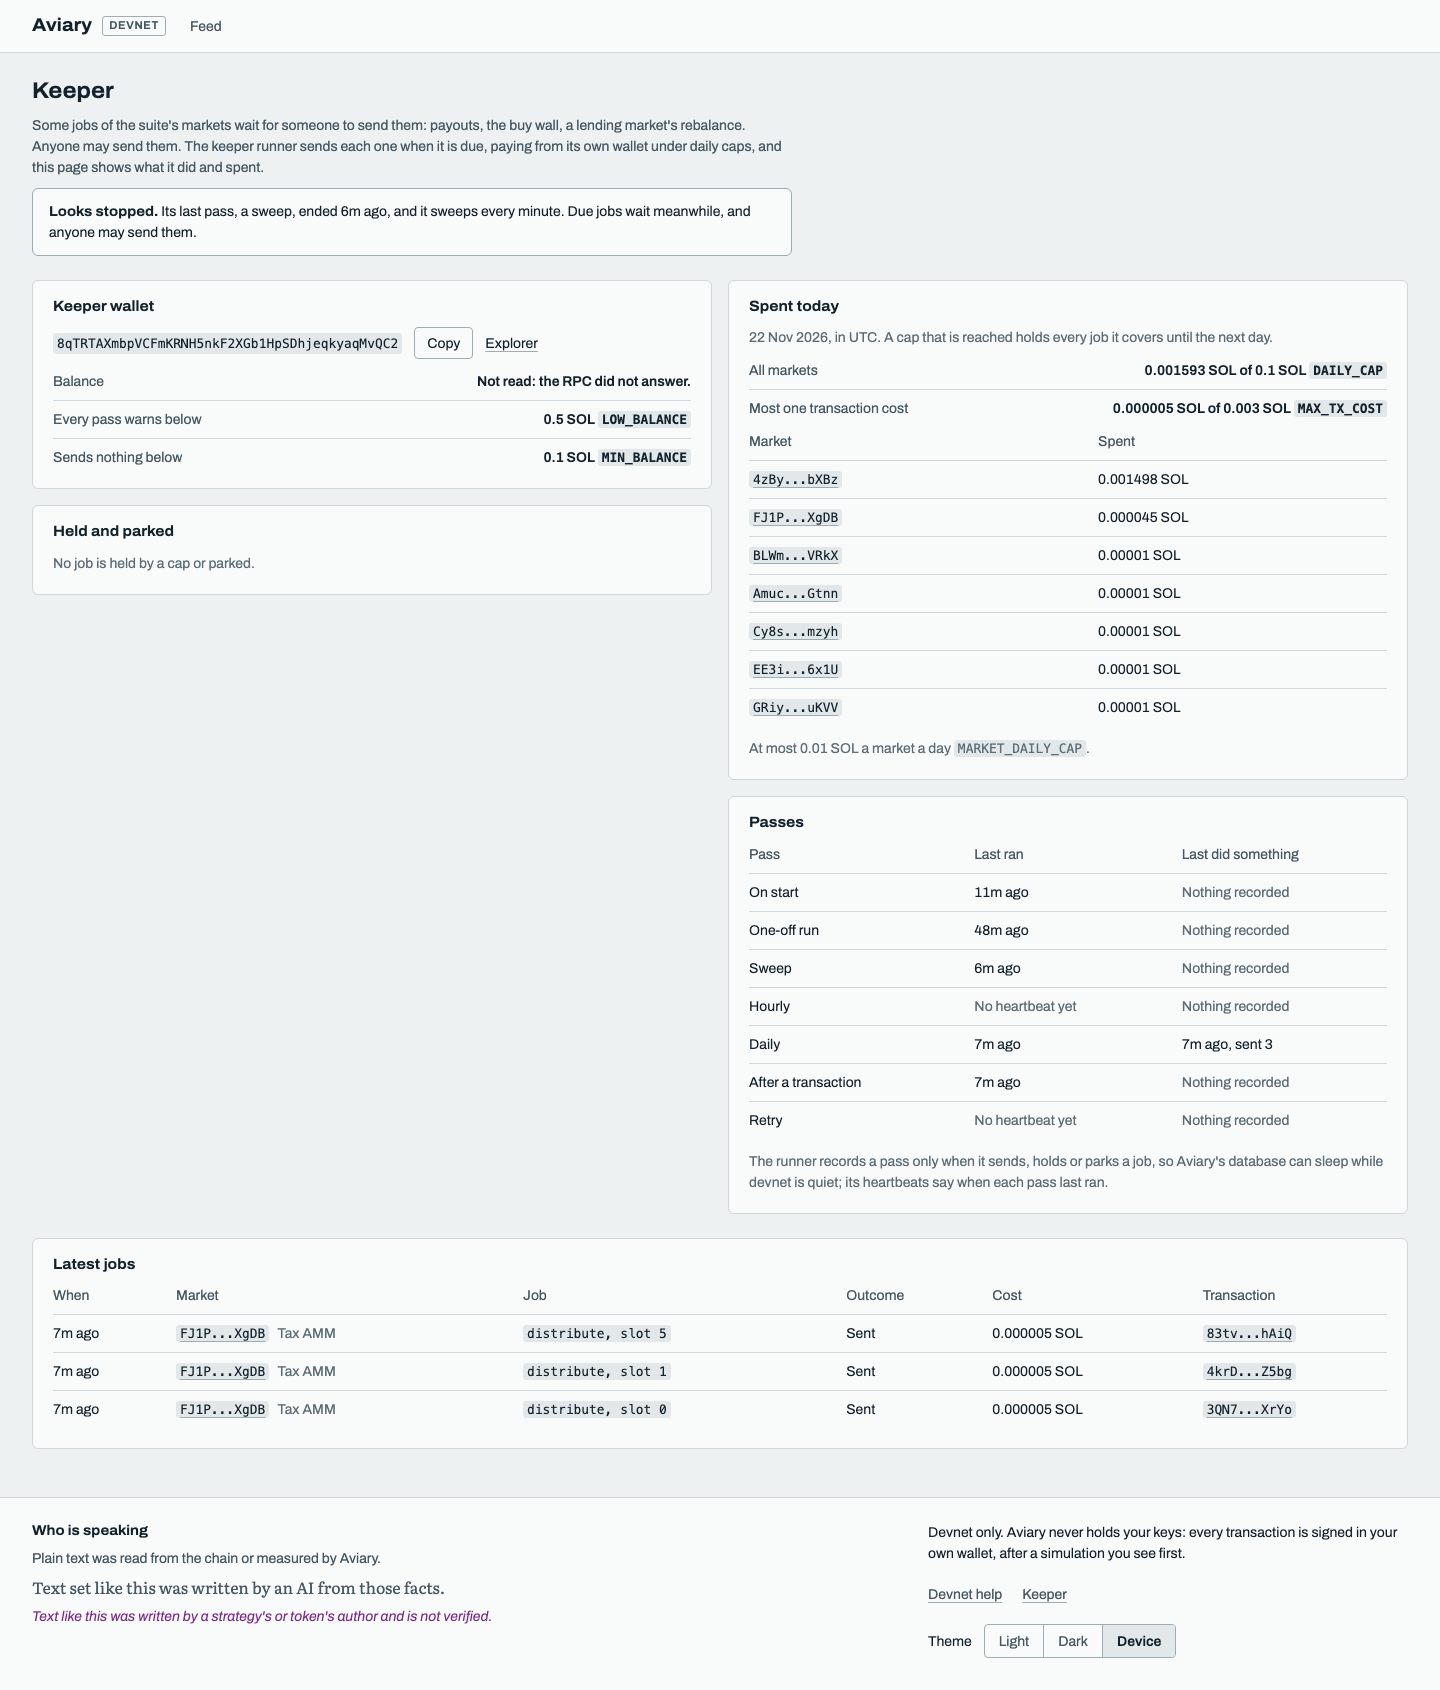 Aviary DEVNET Feed
Keeper
Some jobs of the suite's markets wait for someone to send them: payouts, the buy wall, a lending market's rebalance.
Anyone may send them. The keeper runner sends each one when it is due, paying from its own wallet under daily caps, and
this page shows what it did and spent.
Looks stopped. Its last pass, a sweep, ended 6m ago, and it sweeps every minute. Due jobs wait meanwhile, and
anyone may send them.
Keeper wallet
8qTRTAXmbpVCFmKRNH5nkF2XGb1HpSDhjeqkyaqMvQC2 Copy Explorer
Balance Not read: the RPC did not answer.
Every pass warns below 0.5 SOL LOW_BALANCE
Sends nothing below 0.1 SOL MIN_BALANCE
Held and parked
No job is held by a cap or parked.
Spent today
22 Nov 2026, in UTC. A cap that is reached holds every job it covers until the next day.
All markets 0.001593 SOL of 0.1 SOL DAILY_CAP
Most one transaction cost 0.000005 SOL of 0.003 SOL MAX_TX_COST
Market Spent
4zBy...bXBz 0.001498 SOL
FJ1P...XgDB 0.000045 SOL
BLWm...VRkX 0.00001 SOL
Amuc...Gtnn 0.00001 SOL
Cy8s...mzyh 0.00001 SOL
EE3i...6x1U 0.00001 SOL
GRiy...uKVV 0.00001 SOL
At most 0.01 SOL a market a day MARKET_DAILY_CAP.
Passes
Pass Last ran Last did something
On start 11m ago Nothing recorded
One-off run 48m ago Nothing recorded
Sweep 6m ago Nothing recorded
Hourly No heartbeat yet Nothing recorded
Daily 7m ago 7m ago, sent 3
After a transaction 7m ago Nothing recorded
Retry No heartbeat yet Nothing recorded
The runner records a pass only when it sends, holds or parks a job, so Aviary's database can sleep while
devnet is quiet; its heartbeats say when each pass last ran.
Latest jobs
When Market Job Outcome Cost Transaction
7m ago FJ1P...XgDB Tax AMM distribute, slot 5 Sent 0.000005 SOL 83tv...hAiQ
7m ago FJ1P...XgDB Tax AMM distribute, slot 1 Sent 0.000005 SOL 4krD...Z5bg
7m ago FJ1P...XgDB Tax AMM distribute, slot 0 Sent 0.000005 SOL 3QN7...XrYo
Who is speaking
Plain text was read from the chain or measured by Aviary.
Text set like this was written by an AI from those facts.
Text like this was written by a strategy's or token's author and is not verified.
Devnet only. Aviary never holds your keys: every transaction is signed in your
own wallet, after a simulation you see first.
Devnet help Keeper
Theme Light Dark Device